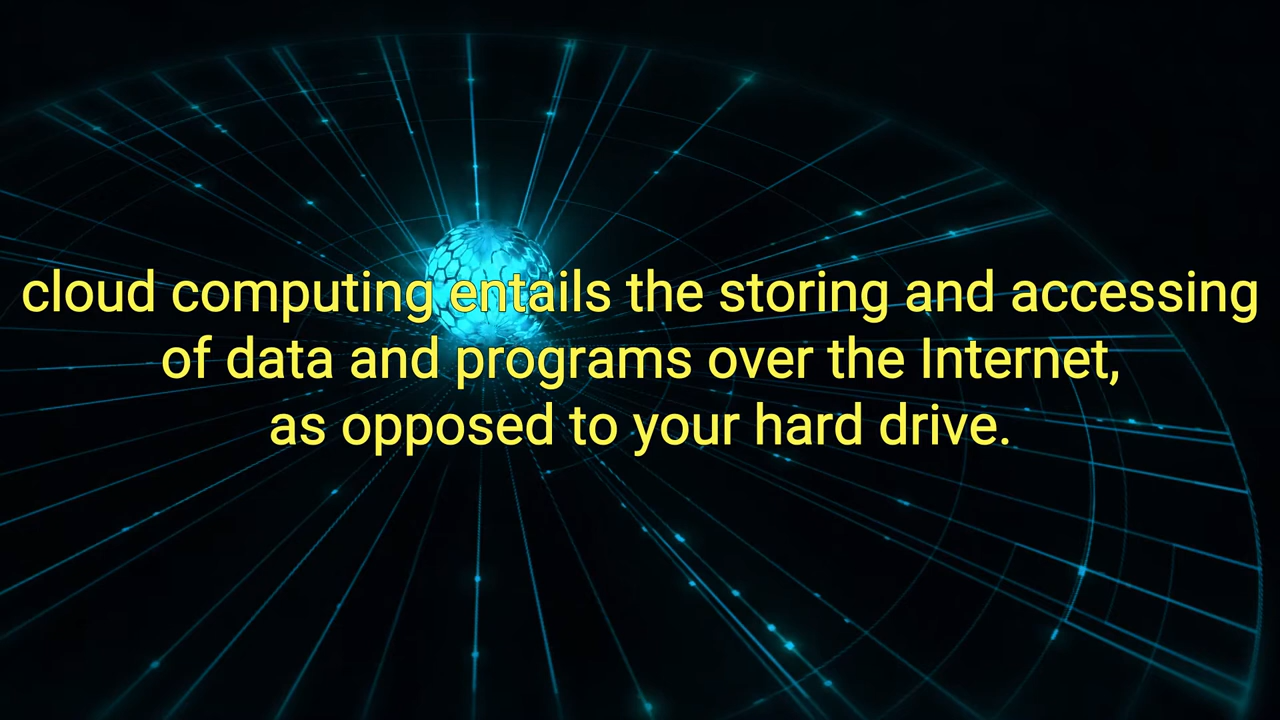 cloud computing entails the storing and accessing
of data and programs over the Internet,
as opposed to your hard drive.